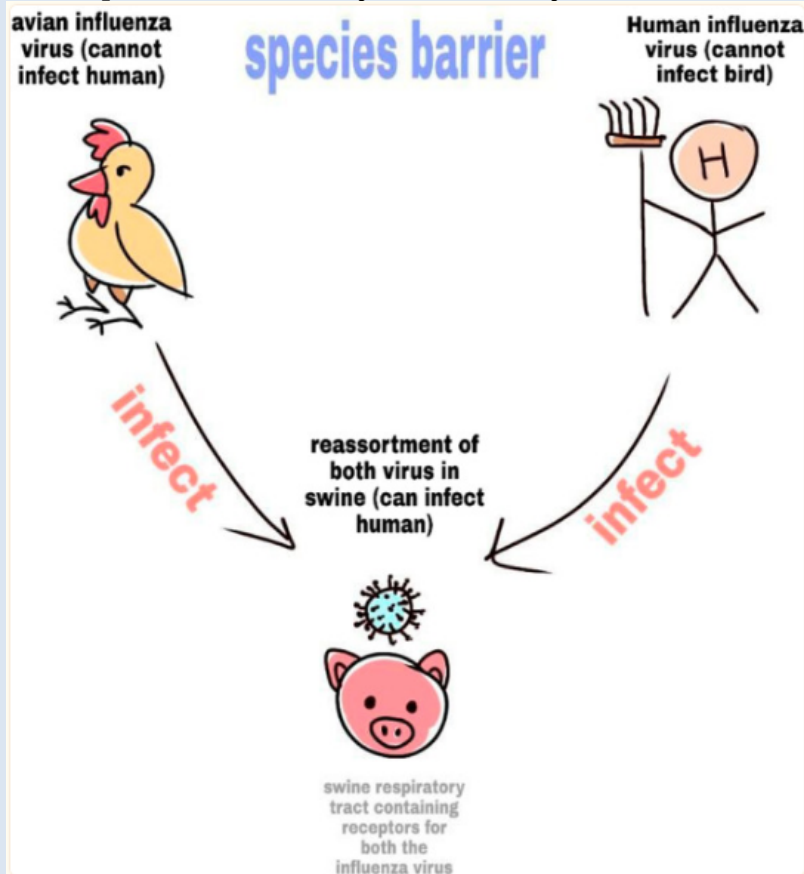 avian influenza
virus (cannot
infect human)
species barrier
Human influenza
virus (cannot
infect bird)
H
infect
infect
reassortment of
both virus in
swine (can infect
human)
swine respiratory
tract containing
receptors for
both the
influenza virus